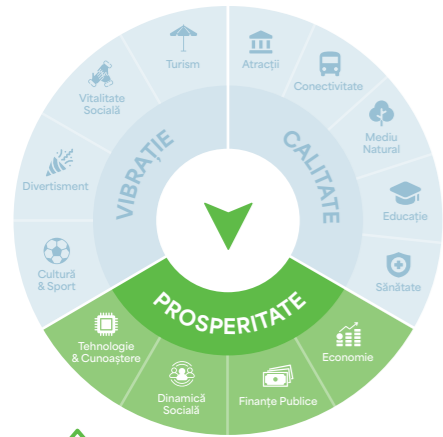 Turism
Atracții
Vitalitate
Socială
Conectivitate
Divertisment
Mediu
Natural
VIBRAȚIE
CALITATE
Educație
Cultură
& Sport
Sănătate
PROSPERITATE
Tehnologie
& Cunoaștere
Economie
Dinamică
Socială
Finanțe Publice